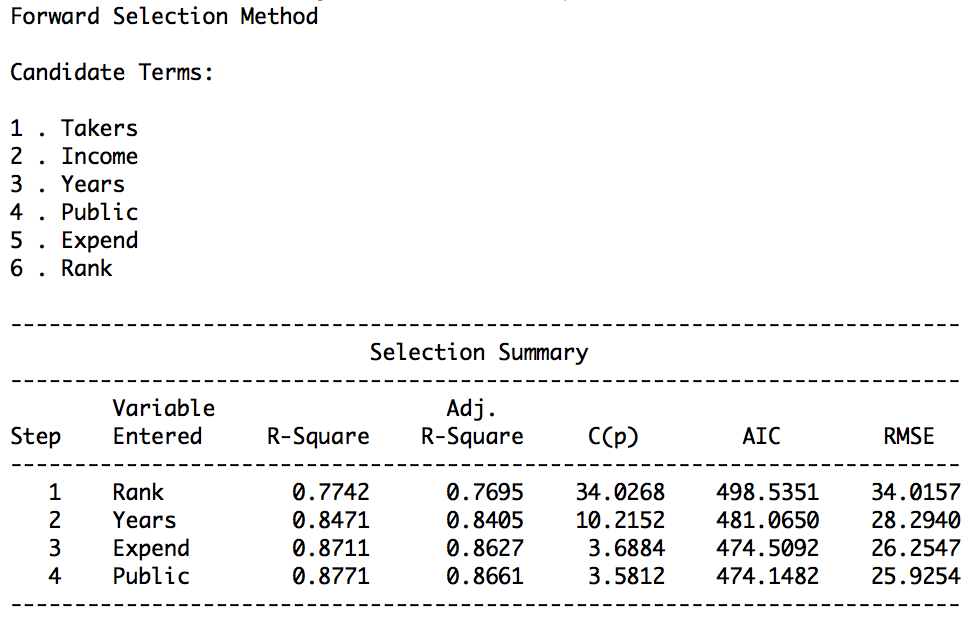 Forward Selection Method
Candidate Terms:
1 . Takers
2 . Income
3 . Years
4 . Public
5 . Expend
6 . Rank
--------------------------------------------------------------------------
Selection Summary
--------------------------------------------------------------------------
Variable Adj.
Step Entered R-Square R-Square C(p) AIC RMSE
--------------------------------------------------------------------------
1 Rank 0.7742 0.7695 34.0268 498.5351 34.0157
2 Years 0.8471 0.8405 10.2152 481.0650 28.2940
3 Expend 0.8711 0.8627 3.6884 474.5092 26.2547
4 Public 0.8771 0.8661 3.5812 474.1482 25.9254
--------------------------------------------------------------------------